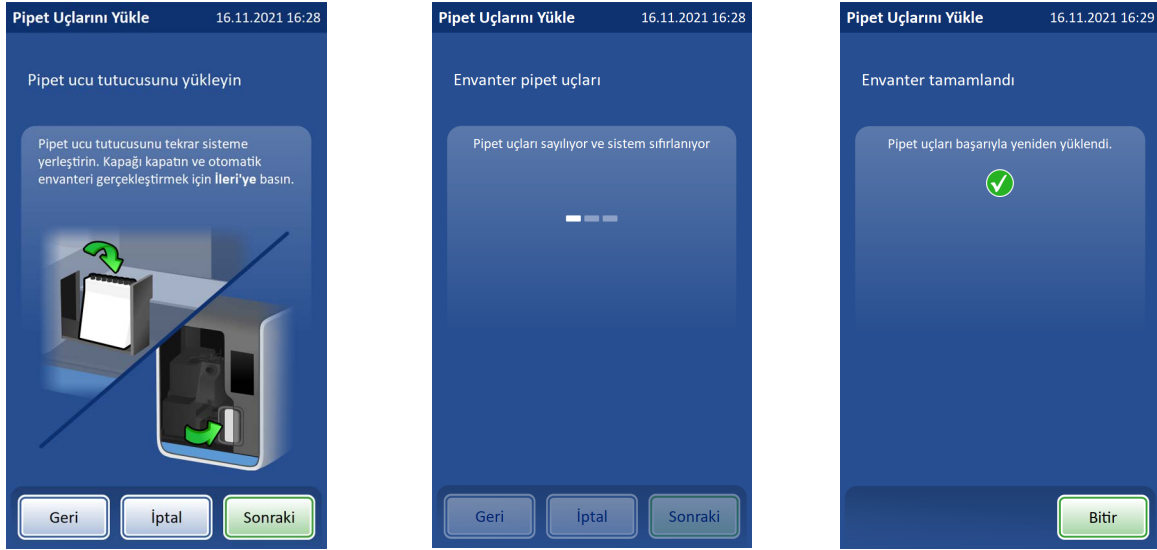 Pipet Uçlarını Yükle 16.11.2021 16:28
Pipet ucu tutucusunu yükleyin
Pipet ucu tutucusunu tekrar sisteme
yerleştirin. Kapağı kapatın ve otomatik
envanteri gerçekleştirmek için İleri'ye basın.
Geri İptal Sonraki
Pipet Uçlarını Yükle 16.11.2021 16:28
Envanter pipet uçları
Pipet uçları sayılıyor ve sistem sıfırlanıyor
Geri İptal Sonraki
Pipet Uçlarını Yükle 16.11.2021 16:29
Envanter tamamlandı
Pipet uçları başarıyla yeniden yüklendi.
Bitir